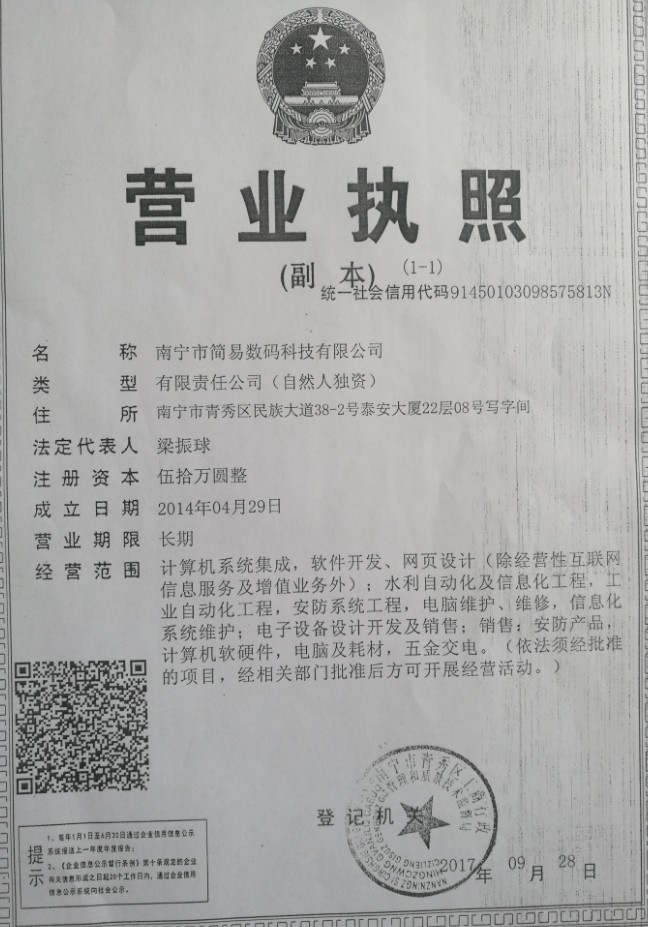 营业执照
(副 本) (1-1)
统一社会信用代码91450103098575813N
名称 南宁市简易数码科技有限公司
类型 有限责任公司（自然人独资）
住所 南宁市青秀区民族大道38-2号泰安大厦22层08号写字间
法定代表人 梁振球
注册资本 伍拾万圆整
成立日期 2014年04月29日
营业期限 长期
经营范围 计算机系统集成，软件开发、网页设计（除经营性互联网
信息服务及增值业务外）；水利自动化及信息化工程，工
业自动化工程，安防系统工程，电脑维护、维修，信息化
系统维护；电子设备设计开发及销售；销售：安防产品，
计算机软硬件，电脑及耗材，五金交电。（依法须经批准
的项目，经相关部门批准后方可开展经营活动。）
登记机关
南宁市青秀区工商行政
管理和质量技术监督局
2017年 09月 28日
提示
1、每年1月1日至6月30日通过企业信用信息公示
系统报送上一年度年度报告；
2、《企业信息公示暂行条例》第十条规定的企业
有关信息形成之日起20个工作日内，通过企业信用
信息公示系统向社会公示。